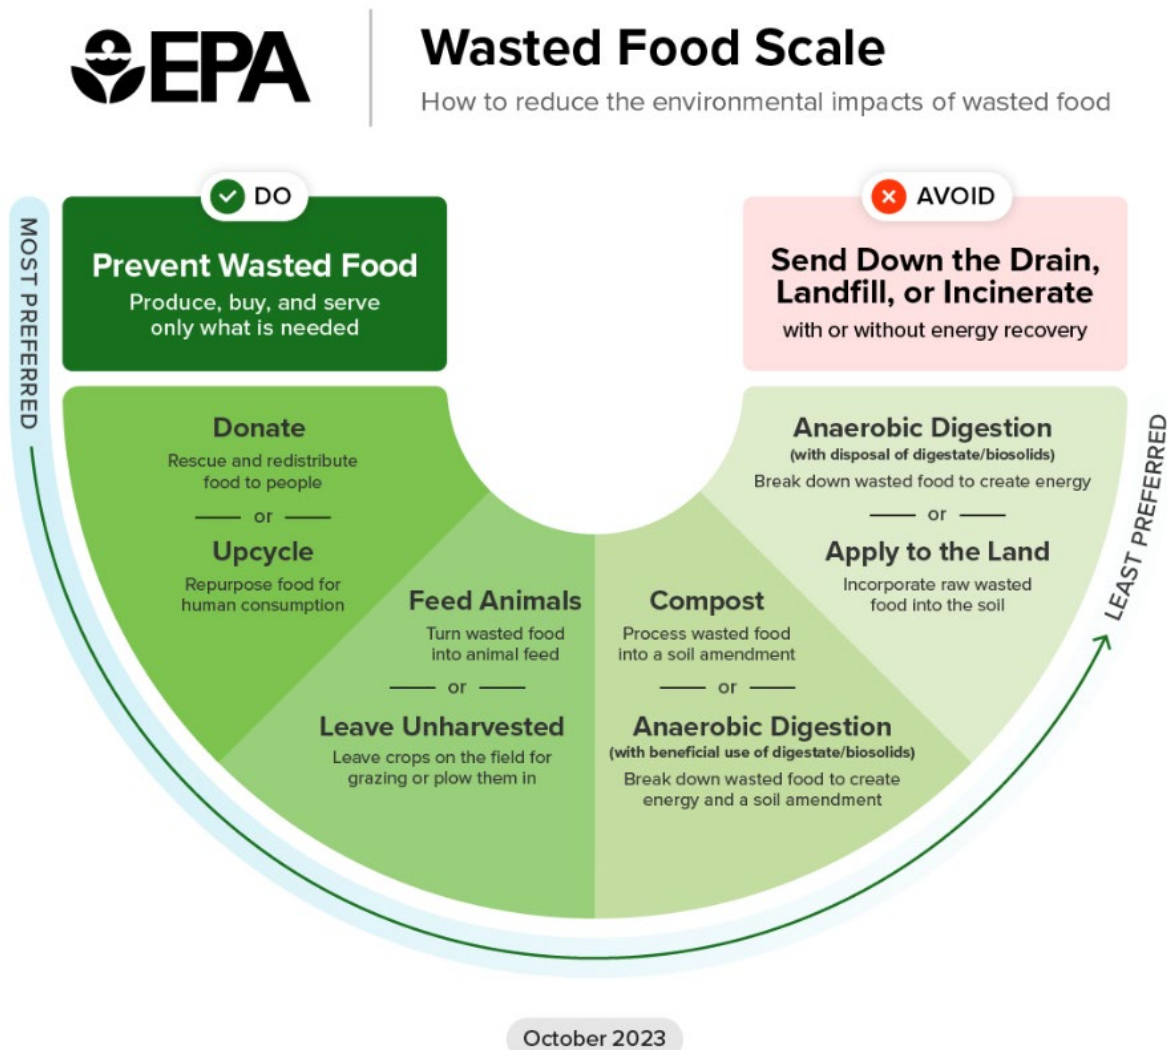 EPA
Wasted Food Scale
How to reduce the environmental impacts of wasted food
MOST PREFERRED
DO
Prevent Wasted Food
Produce, buy, and serve
only what is needed
Donate
Rescue and redistribute
food to people
or
Upcycle
Repurpose food for
human consumption
Feed Animals
Turn wasted food
into animal feed
or
Leave Unharvested
Leave crops on the field for
grazing or plow them in
Compost
Process wasted food
into a soil amendment
or
Anaerobic Digestion
(with beneficial use of digestate/biosolids)
Break down wasted food to create
energy and a soil amendment
Anaerobic Digestion
(with disposal of digestate/biosolids)
Break down wasted food to create energy
or
Apply to the Land
Incorporate raw wasted
food into the soil
AVOID
Send Down the Drain,
Landfill, or Incinerate
with or without energy recovery
LEAST PREFERRED
October 2023